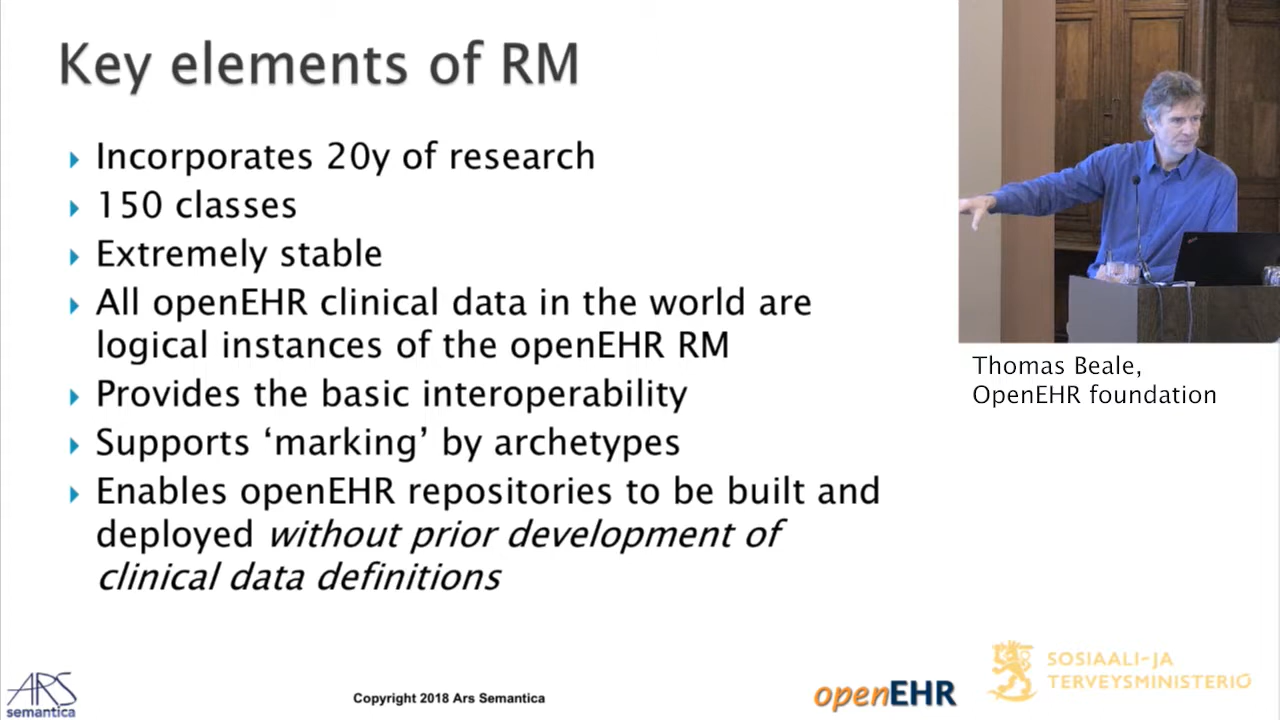 Key elements of RM
Incorporates 20y of research
150 classes
Extremely stable
All openEHR clinical data in the world are
logical instances of the openEHR RM
Provides the basic interoperability
Supports ‘marking’ by archetypes
Enables openEHR repositories to be built and
deployed without prior development of
clinical data definitions
Thomas Beale,
OpenEHR foundation
ARS
semantica
Copyright 2018 Ars Semantica
openEHR
SOSIAALI-JA
TERVEYSMINISTERIÖ